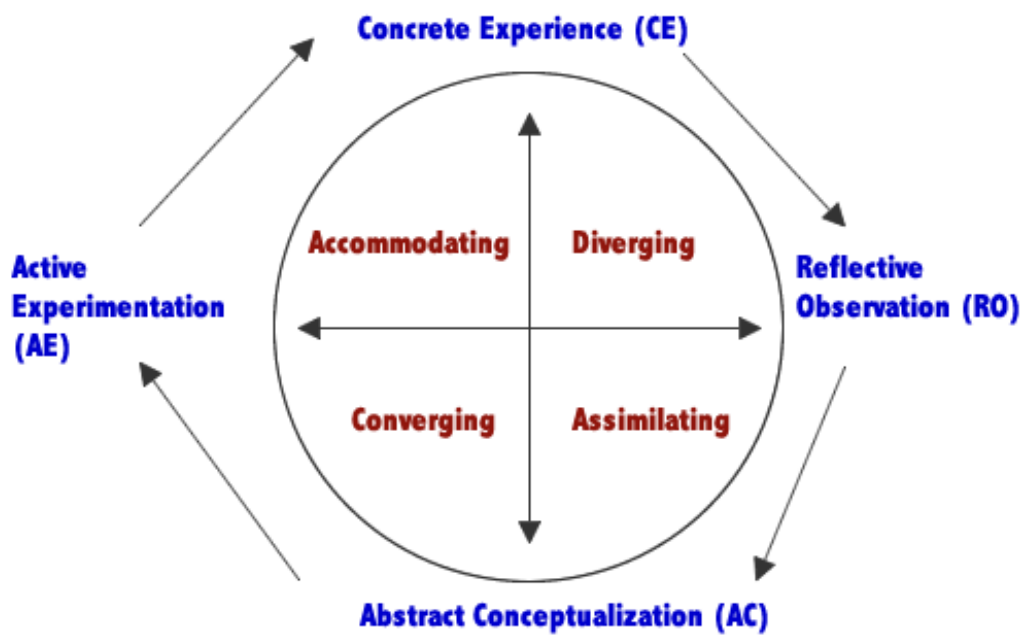 Concrete Experience (CE)
Accommodating
Diverging
Active
Experimentation
(AE)
Reflective
Observation (RO)
Converging
Assimilating
Abstract Conceptualization (AC)